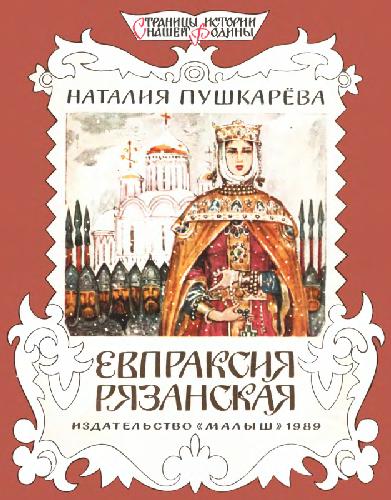 СТРАНИЦЫ ИСТОРИИ
НАШЕЙ РОДИНЫ
НАТАЛИЯ ПУШКАРЁВА
ЕВПРАКСИЯ
РЯЗАНСКАЯ
ИЗДАТЕЛЬСТВО «МАЛЫШ» 1989